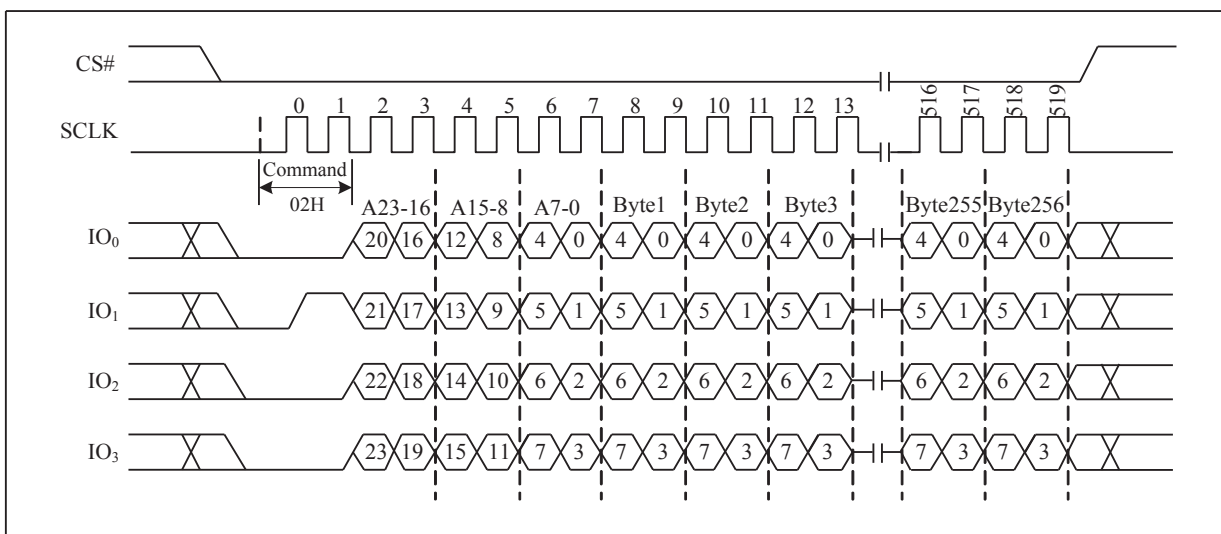 CS#
0 1 2 3 4 5 6 7 8 9 10 11 12 13 516 517 518 519
SCLK
Command
02H
A23-16 A15-8 A7-0 Byte1 Byte2 Byte3 Byte255 Byte256
IO₀ 20 16 12 8 4 0 4 0 4 0 4 0 4 0 4 0
IO₁ 21 17 13 9 5 1 5 1 5 1 5 1 5 1 5 1
IO₂ 22 18 14 10 6 2 6 2 6 2 6 2 6 2 6 2
IO₃ 23 19 15 11 7 3 7 3 7 3 7 3 7 3 7 3